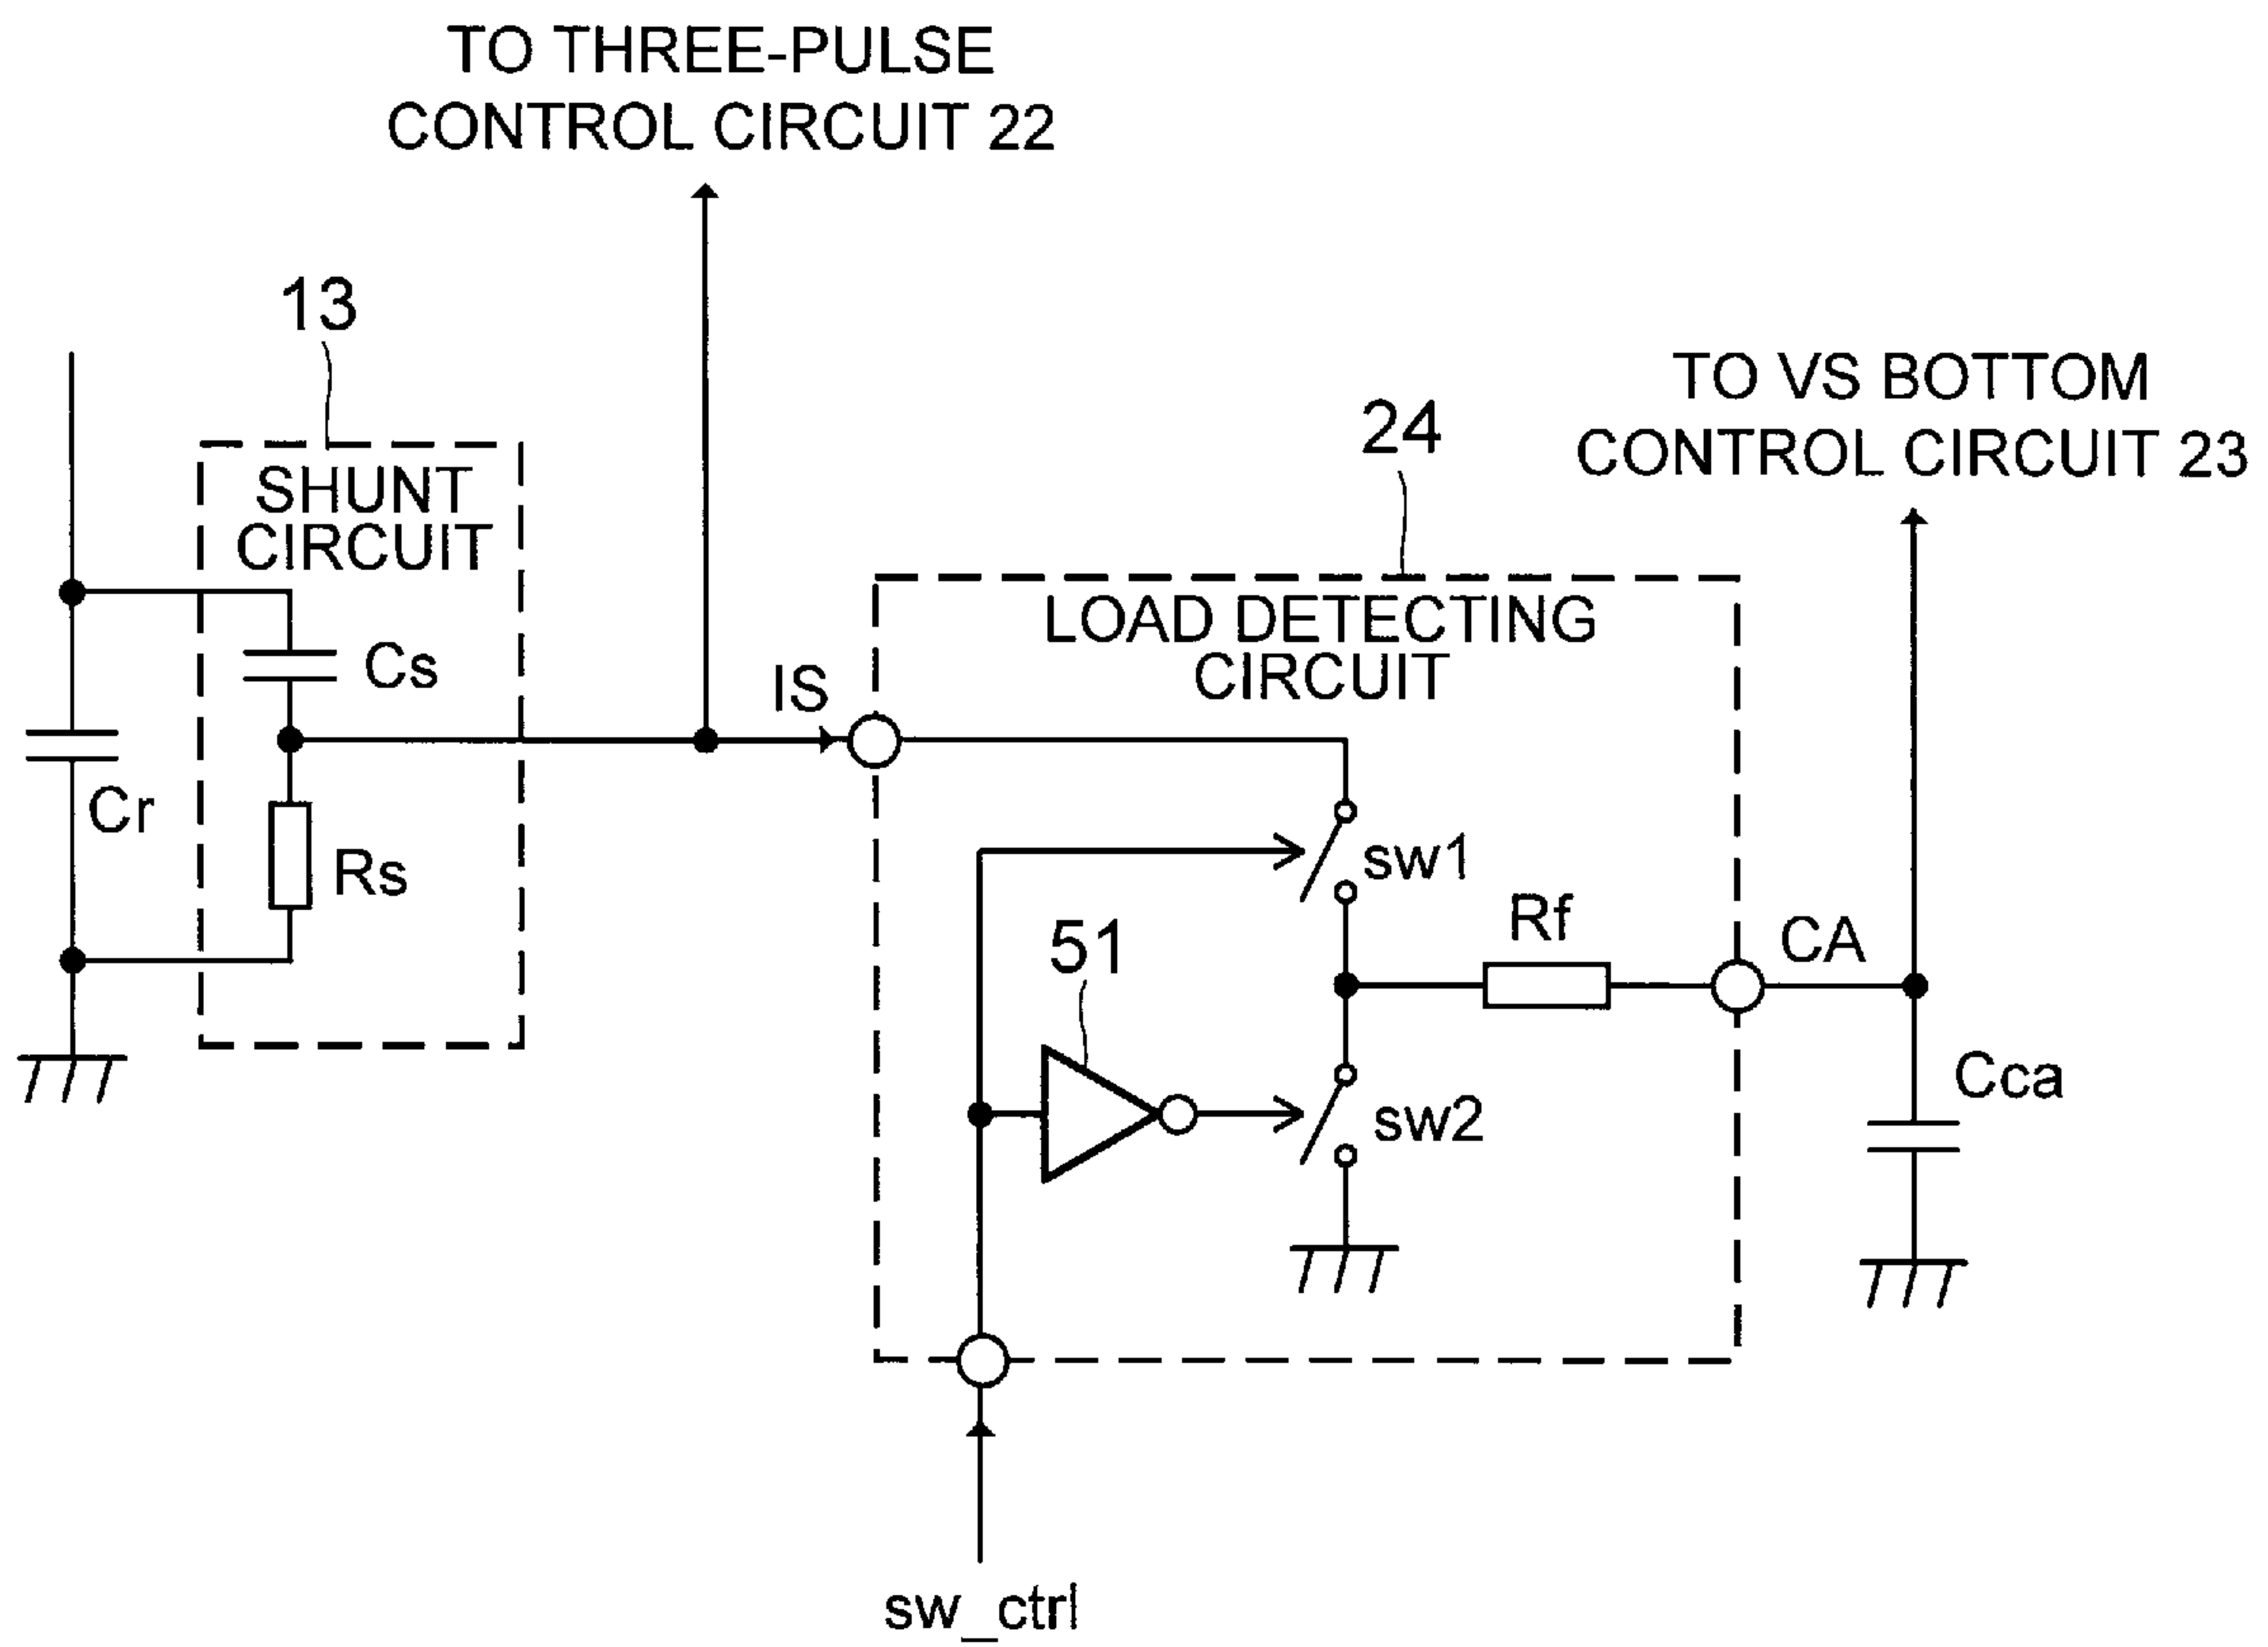 TO THREE-PULSE
CONTROL CIRCUIT 22
13
TO VS BOTTOM
CONTROL CIRCUIT 23
24
SHUNT
CIRCUIT
LOAD DETECTING
CIRCUIT
Cs
IS
Cr
Rs
sw1
Rf
CA
51
Cca
sw2
sw_ctrl